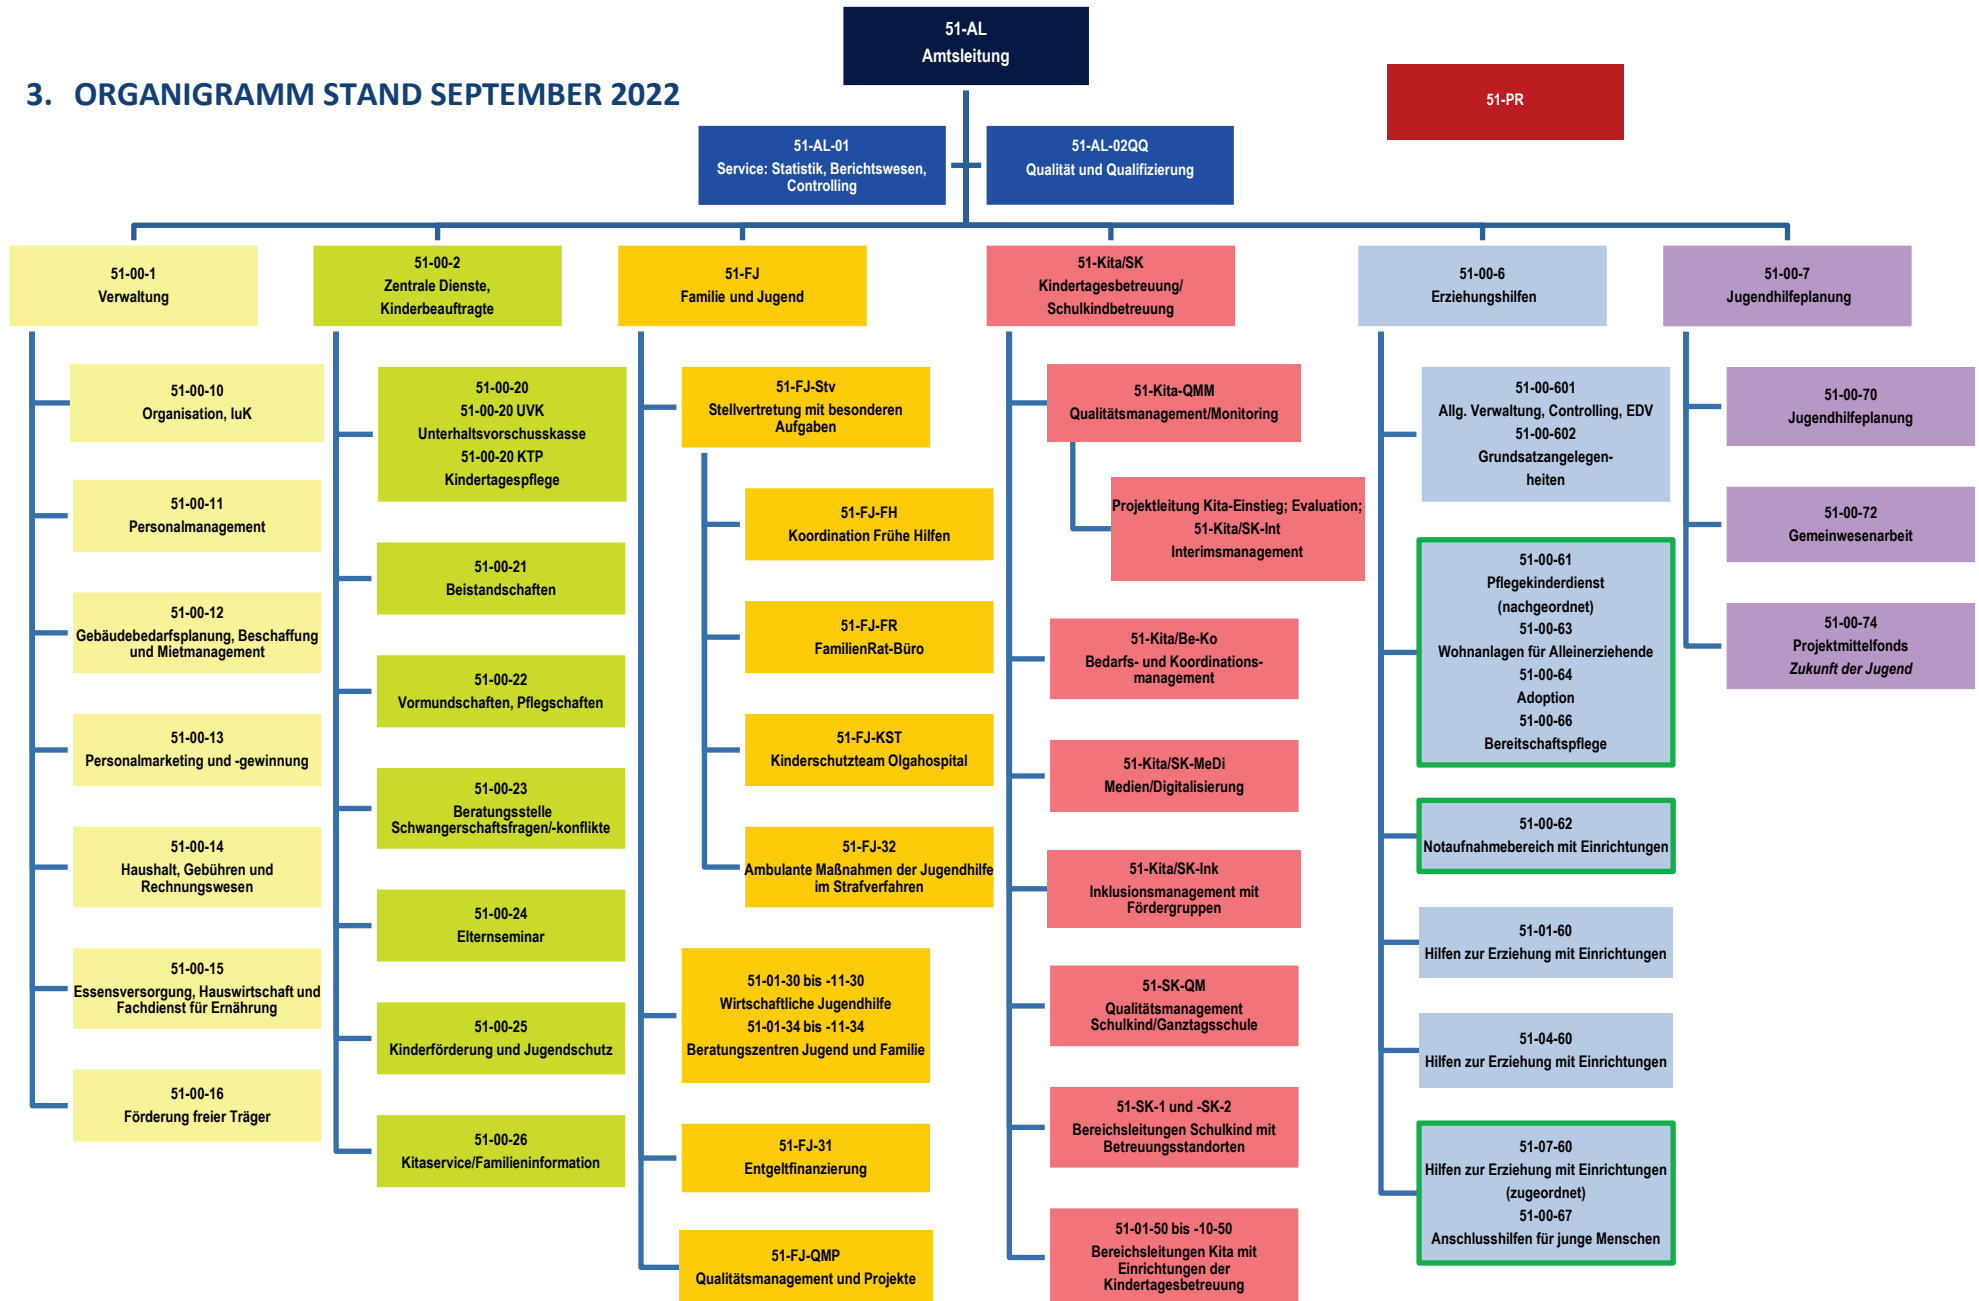 51-AL
Amtsleitung
3. ORGANIGRAMM STAND SEPTEMBER 2022
51-PR
51-AL-01
Service: Statistik, Berichtswesen,
Controlling
51-AL-02QQ
Qualität und Qualifizierung
51-00-1
Verwaltung
51-00-2
Zentrale Dienste,
Kinderbeauftragte
51-FJ
Familie und Jugend
51-Kita/SK
Kindertagesbetreuung/
Schulkindbetreuung
51-00-6
Erziehungshilfen
51-00-7
Jugendhilfeplanung
51-00-10
Organisation, IuK
51-00-11
Personalmanagement
51-00-12
Gebäudebedarfsplanung, Beschaffung
und Mietmanagement
51-00-13
Personalmarketing und -gewinnung
51-00-14
Haushalt, Gebühren und
Rechnungswesen
51-00-15
Essensversorgung, Hauswirtschaft und
Fachdienst für Ernährung
51-00-16
Förderung freier Träger
51-00-20
51-00-20 UVK
Unterhaltsvorschusskasse
51-00-20 KTP
Kindertagespflege
51-00-21
Beistandschaften
51-00-22
Vormundschaften, Pflegschaften
51-00-23
Beratungsstelle
Schwangerschaftsfragen/-konflikte
51-00-24
Elternseminar
51-00-25
Kinderförderung und Jugendschutz
51-00-26
Kitaservice/Familieninformation
51-FJ-Stv
Stellvertretung mit besonderen
Aufgaben
51-FJ-FH
Koordination Frühe Hilfen
51-FJ-FR
FamilienRat-Büro
51-FJ-KST
Kinderschutzteam Olgahospital
51-FJ-32
Ambulante Maßnahmen der Jugendhilfe
im Strafverfahren
51-01-30 bis -11-30
Wirtschaftliche Jugendhilfe
51-01-34 bis -11-34
Beratungszentren Jugend und Familie
51-FJ-31
Entgeltfinanzierung
51-FJ-QMP
Qualitätsmanagement und Projekte
51-Kita-QMM
Qualitätsmanagement/Monitoring
Projektleitung Kita-Einstieg; Evaluation;
51-Kita/SK-Int
Interimsmanagement
51-Kita/Be-Ko
Bedarfs- und Koordinations-
management
51-Kita/SK-MeDi
Medien/Digitalisierung
51-Kita/SK-Ink
Inklusionsmanagement mit
Fördergruppen
51-SK-QM
Qualitätsmanagement
Schulkind/Ganztagsschule
51-SK-1 und -SK-2
Bereichsleitungen Schulkind mit
Betreuungsstandorten
51-01-50 bis -10-50
Bereichsleitungen Kita mit
Einrichtungen der
Kindertagesbetreuung
51-00-601
Allg. Verwaltung, Controlling, EDV
51-00-602
Grundsatzangelegen-
heiten
51-00-61
Pflegekinderdienst
(nachgeordnet)
51-00-63
Wohnanlagen für Alleinerziehende
51-00-64
Adoption
51-00-66
Bereitschaftspflege
51-00-62
Notaufnahmebereich mit Einrichtungen
51-01-60
Hilfen zur Erziehung mit Einrichtungen
51-04-60
Hilfen zur Erziehung mit Einrichtungen
51-07-60
Hilfen zur Erziehung mit Einrichtungen
(zugeordnet)
51-00-67
Anschlusshilfen für junge Menschen
51-00-70
Jugendhilfeplanung
51-00-72
Gemeinwesenarbeit
51-00-74
Projektmittelfonds
Zukunft der Jugend